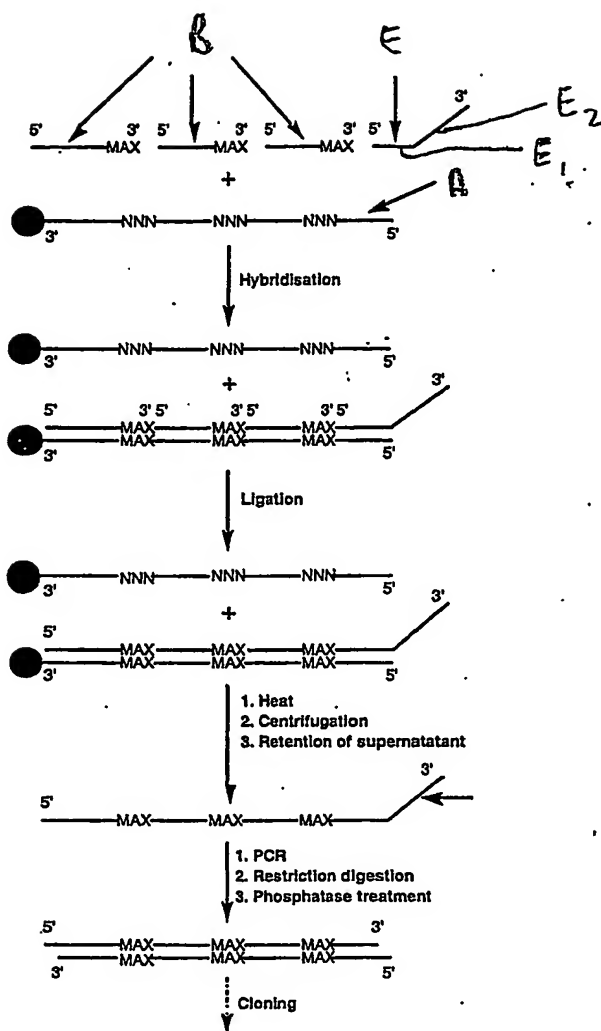 B E
5' 3' 5' 3' 5' 3' 5' 3'
MAX MAX MAX
E2
E1
+
A
NNN NNN NNN
3' 5'
Hybridisation
NNN NNN NNN
3' 5'
+
3'
5' 3' 5' 3' 5' 3' 5'
MAX MAX MAX
MAX MAX MAX
3' 5'
Ligation
NNN NNN NNN
3' 5'
+
3'
5'
MAX MAX MAX
MAX MAX MAX
3' 5'
1. Heat
2. Centrifugation
3. Retention of supernatatant
3'
5'
MAX MAX MAX
1. PCR
2. Restriction digestion
3. Phosphatase treatment
5' 3'
MAX MAX MAX
MAX MAX MAX
3' 5'
Cloning